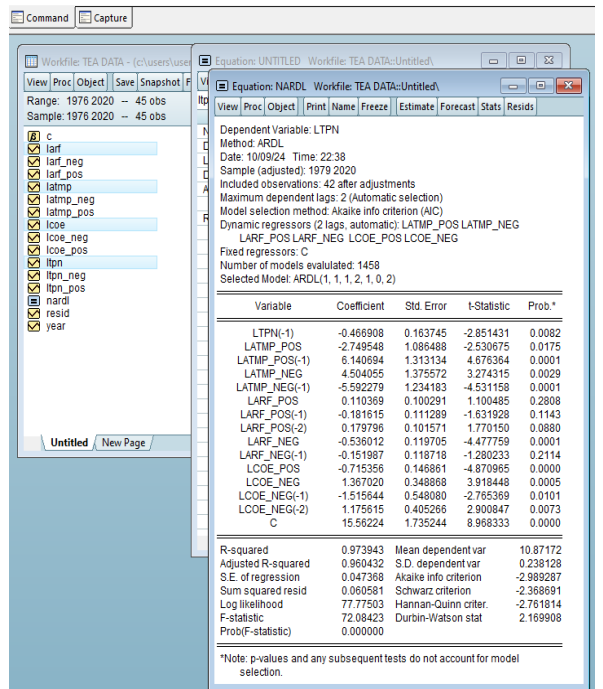 Command Capture
Workfile: TEA DATA - (c:\users\user
View Proc Object Save Snapshot F
Range: 1976 2020 -- 45 obs
Sample: 1976 2020 -- 45 obs
c
larf
larf_neg
larf_pos
latmp
latmp_neg
latmp_pos
lcoe
lcoe_neg
lcoe_pos
ltpn
ltpn_neg
ltpn_pos
nardl
resid
year
Untitled New Page
Equation: UNTITLED Workfile: TEA DATA::Untitled\
Equation: NARDL Workfile: TEA DATA::Untitled\
View Proc Object Print Name Freeze Estimate Forecast Stats Resids
Dependent Variable: LTPN
Method: ARDL
Date: 10/09/24 Time: 22:38
Sample (adjusted): 1979 2020
Included observations: 42 after adjustments
Maximum dependent lags: 2 (Automatic selection)
Model selection method: Akaike info criterion (AIC)
Dynamic regressors (2 lags, automatic): LATMP_POS LATMP_NEG
LARF_POS LARF_NEG LCOE_POS LCOE_NEG
Fixed regressors: C
Number of models evalulated: 1458
Selected Model: ARDL(1, 1, 1, 2, 1, 0, 2)
Variable Coefficient Std. Error t-Statistic Prob.*
LTPN(-1) -0.466908 0.163745 -2.851431 0.0082
LATMP_POS -2.749548 1.086488 -2.530675 0.0175
LATMP_POS(-1) 6.140694 1.313134 4.676364 0.0001
LATMP_NEG 4.504055 1.375572 3.274315 0.0029
LATMP_NEG(-1) -5.592279 1.234183 -4.531158 0.0001
LARF_POS 0.110369 0.100291 1.100485 0.2808
LARF_POS(-1) -0.181615 0.111289 -1.631928 0.1143
LARF_POS(-2) 0.179796 0.101571 1.770150 0.0880
LARF_NEG -0.536012 0.119705 -4.477759 0.0001
LARF_NEG(-1) -0.151987 0.118718 -1.280233 0.2114
LCOE_POS -0.715356 0.146861 -4.870965 0.0000
LCOE_NEG 1.367020 0.348868 3.918448 0.0005
LCOE_NEG(-1) -1.515644 0.548080 -2.765369 0.0101
LCOE_NEG(-2) 1.175615 0.405266 2.900847 0.0073
C 15.56224 1.735244 8.968333 0.0000
R-squared 0.973943 Mean dependent var 10.87172
Adjusted R-squared 0.960432 S.D. dependent var 0.238128
S.E. of regression 0.047368 Akaike info criterion -2.989287
Sum squared resid 0.060581 Schwarz criterion -2.368691
Log likelihood 77.77503 Hannan-Quinn criter. -2.761814
F-statistic 72.08423 Durbin-Watson stat 2.169908
Prob(F-statistic) 0.000000
*Note: p-values and any subsequent tests do not account for model
selection.